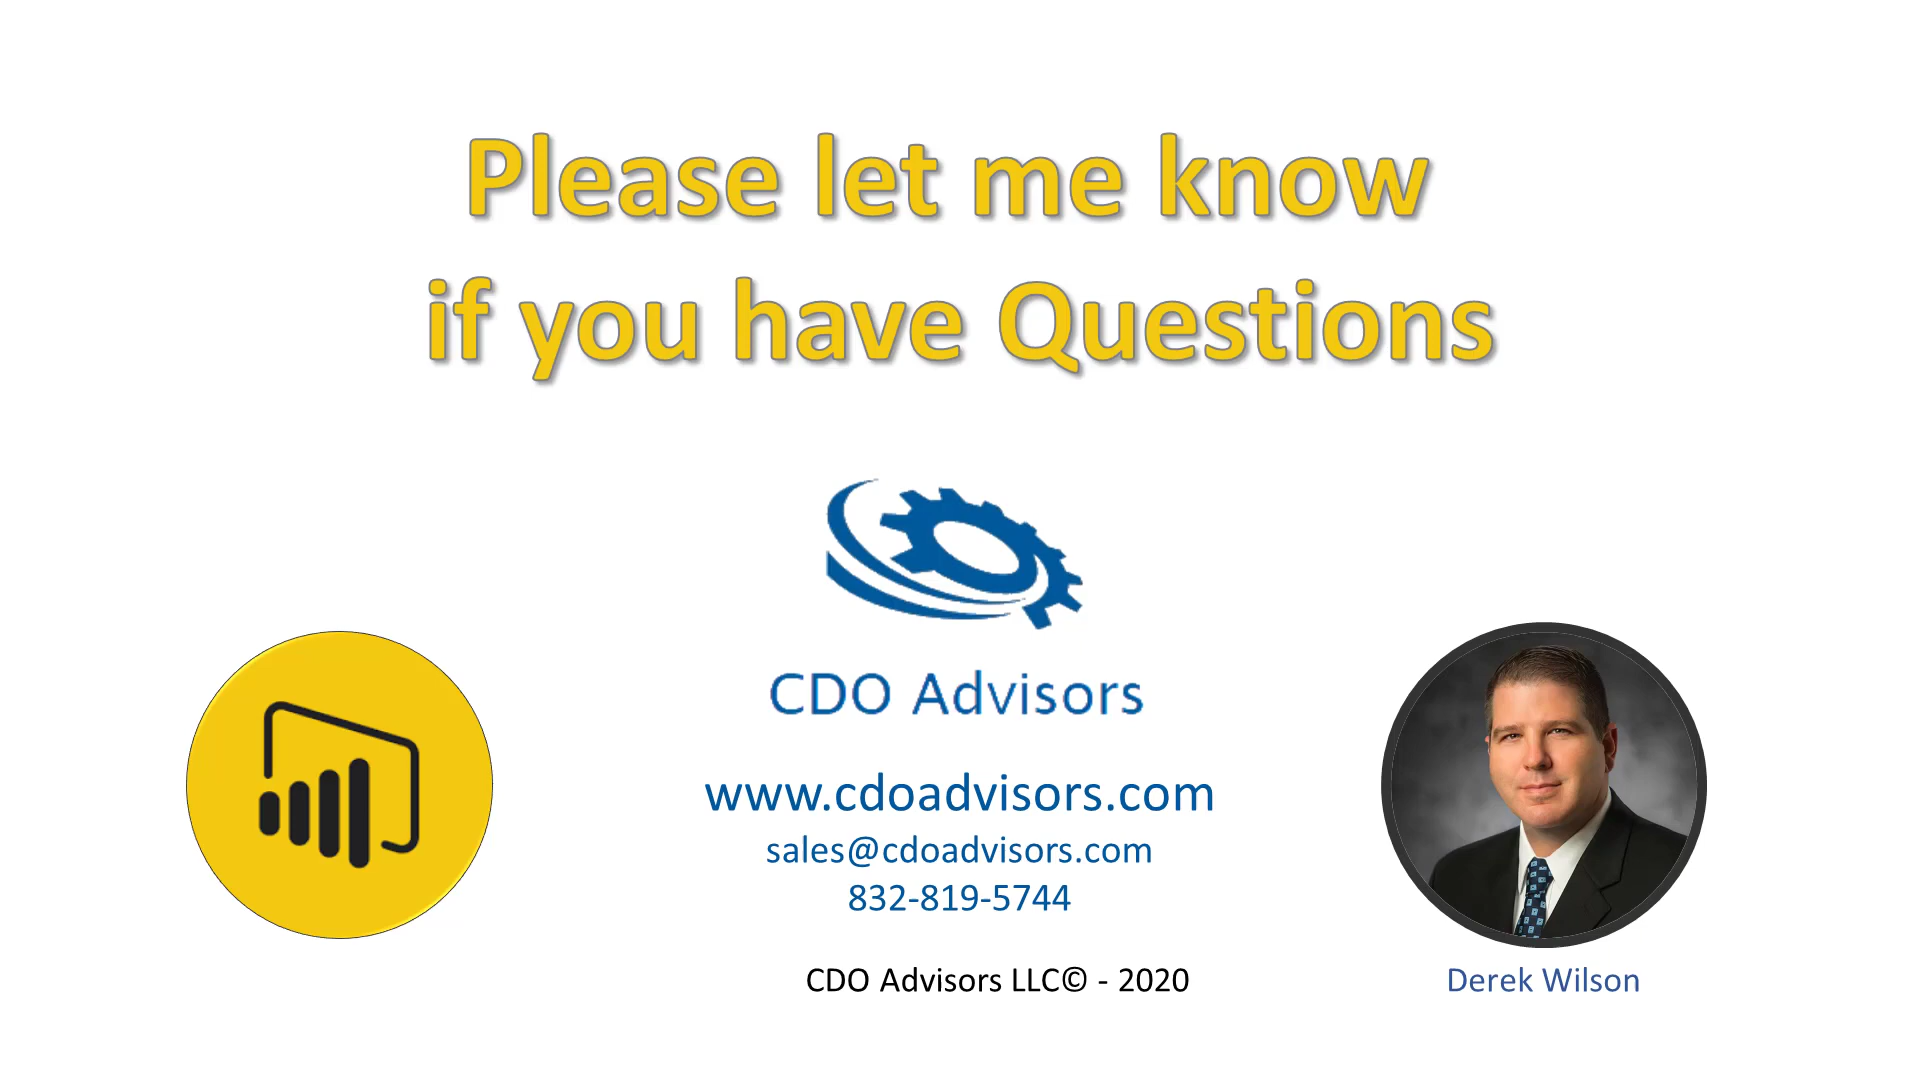 Please let me know
if you have Questions
CDO Advisors
www.cdoadvisors.com
sales@cdoadvisors.com
832-819-5744
CDO Advisors LLC© - 2020
Derek Wilson